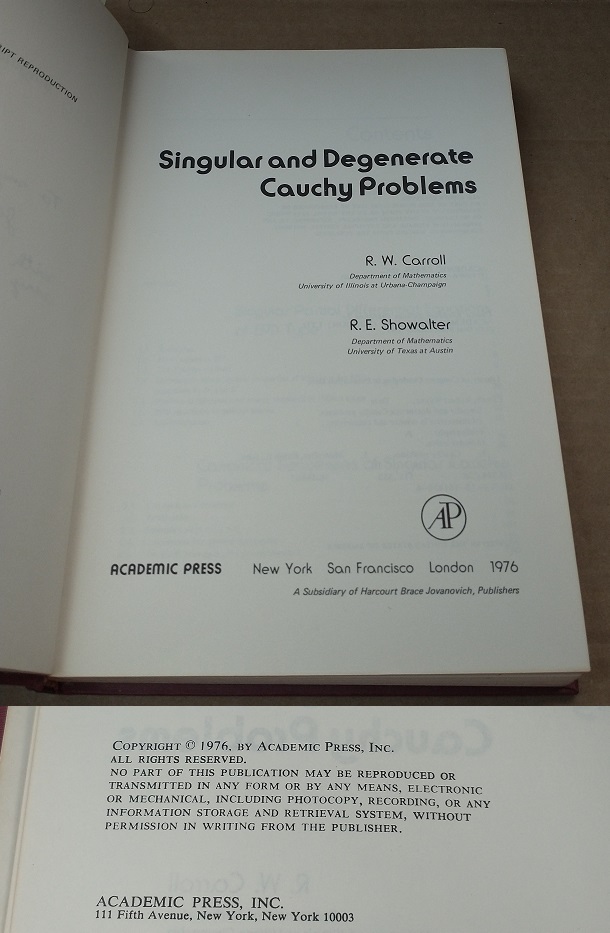 IPT REPRODUCTION
Singular and Degenerate
Cauchy Problems
R. W. Carroll
Department of Mathematics
University of Illinois at Urbana-Champaign
R. E. Showalter
Department of Mathematics
University of Texas at Austin
AP
ACADEMIC PRESS New York San Francisco London 1976
A Subsidiary of Harcourt Brace Jovanovich, Publishers
COPYRIGHT © 1976, BY ACADEMIC PRESS, INC.
ALL RIGHTS RESERVED.
NO PART OF THIS PUBLICATION MAY BE REPRODUCED OR
TRANSMITTED IN ANY FORM OR BY ANY MEANS, ELECTRONIC
OR MECHANICAL, INCLUDING PHOTOCOPY, RECORDING, OR ANY
INFORMATION STORAGE AND RETRIEVAL SYSTEM, WITHOUT
PERMISSION IN WRITING FROM THE PUBLISHER.
ACADEMIC PRESS, INC.
111 Fifth Avenue, New York, New York 10003